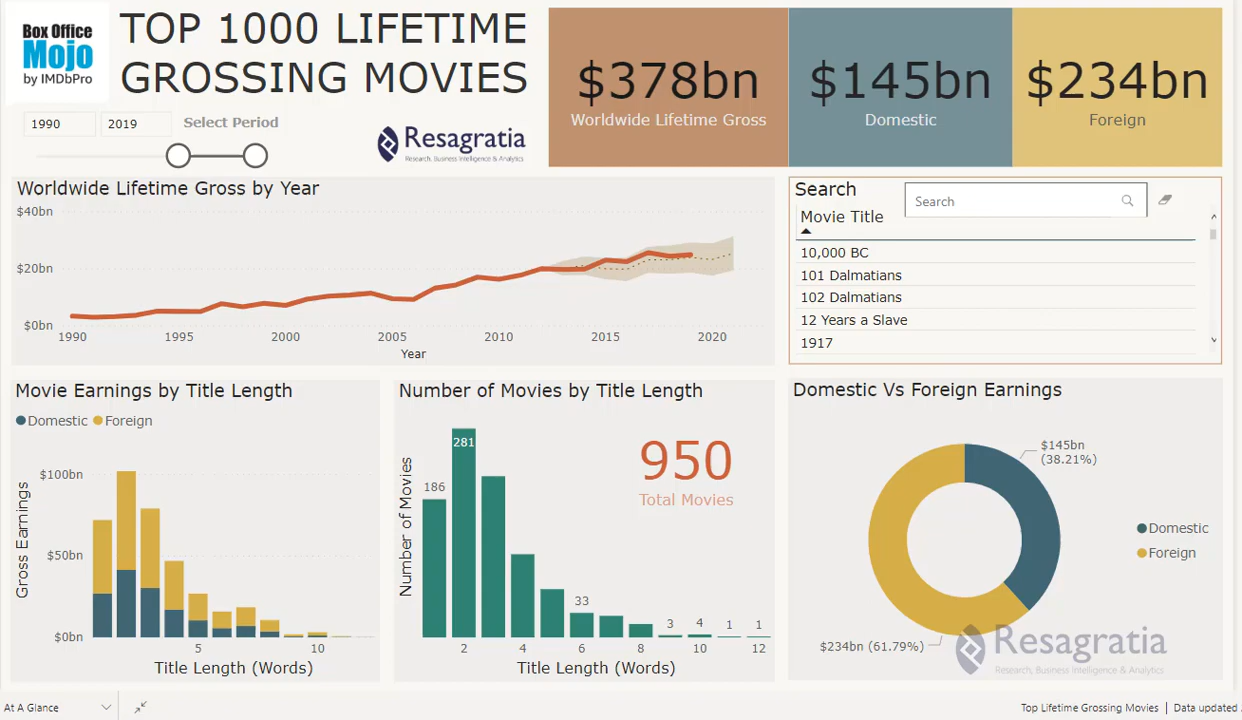 Box Office
Mojo
by IMDbPro
TOP 1000 LIFETIME
GROSSING MOVIES
1990
2019
Select Period
Resagratia
Research, Business Intelligence & Analytics
$378bn
Worldwide Lifetime Gross
$145bn
Domestic
$234bn
Foreign
Worldwide Lifetime Gross by Year
$40bn
$20bn
$0bn
1990 1995 2000 2005 2010 2015 2020
Year
Search
Search
Movie Title
10,000 BC
101 Dalmatians
102 Dalmatians
12 Years a Slave
1917
Movie Earnings by Title Length
Domestic Foreign
Gross Earnings
$100bn
$50bn
$0bn
5 10
Title Length (Words)
Number of Movies by Title Length
Number of Movies
281
186
33
3 4 1 1
2 4 6 8 10 12
Title Length (Words)
950
Total Movies
Domestic Vs Foreign Earnings
$145bn
(38.21%)
Domestic
Foreign
$234bn (61.79%)
Resagratia
Research, Business Intelligence & Analytics
At A Glance
Top Lifetime Grossing Movies | Data updated